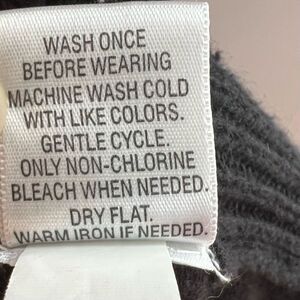 WASH ONCE
BEFORE WEARING
MACHINE WASH COLD
WITH LIKE COLORS.
GENTLE CYCLE.
ONLY NON-CHLORINE
BLEACH WHEN NEEDED.
DRY FLAT.
WARM IRON IF NEEDED.